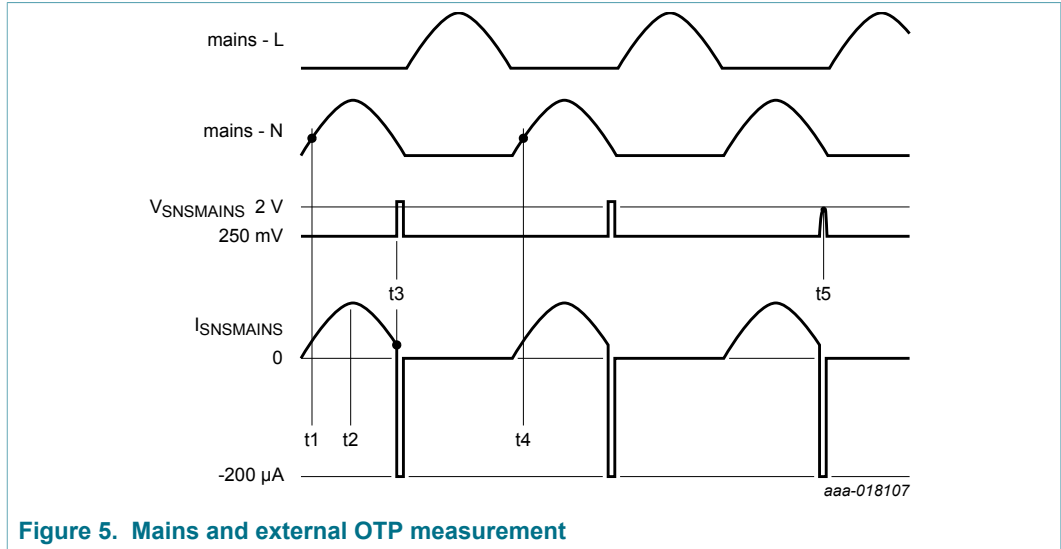 mains - L
mains - N
VSNSMAINS 2 V
250 mV
t3
t5
ISNSMAINS
0
t1 t2 t4
-200 µA
aaa-018107
Figure 5. Mains and external OTP measurement